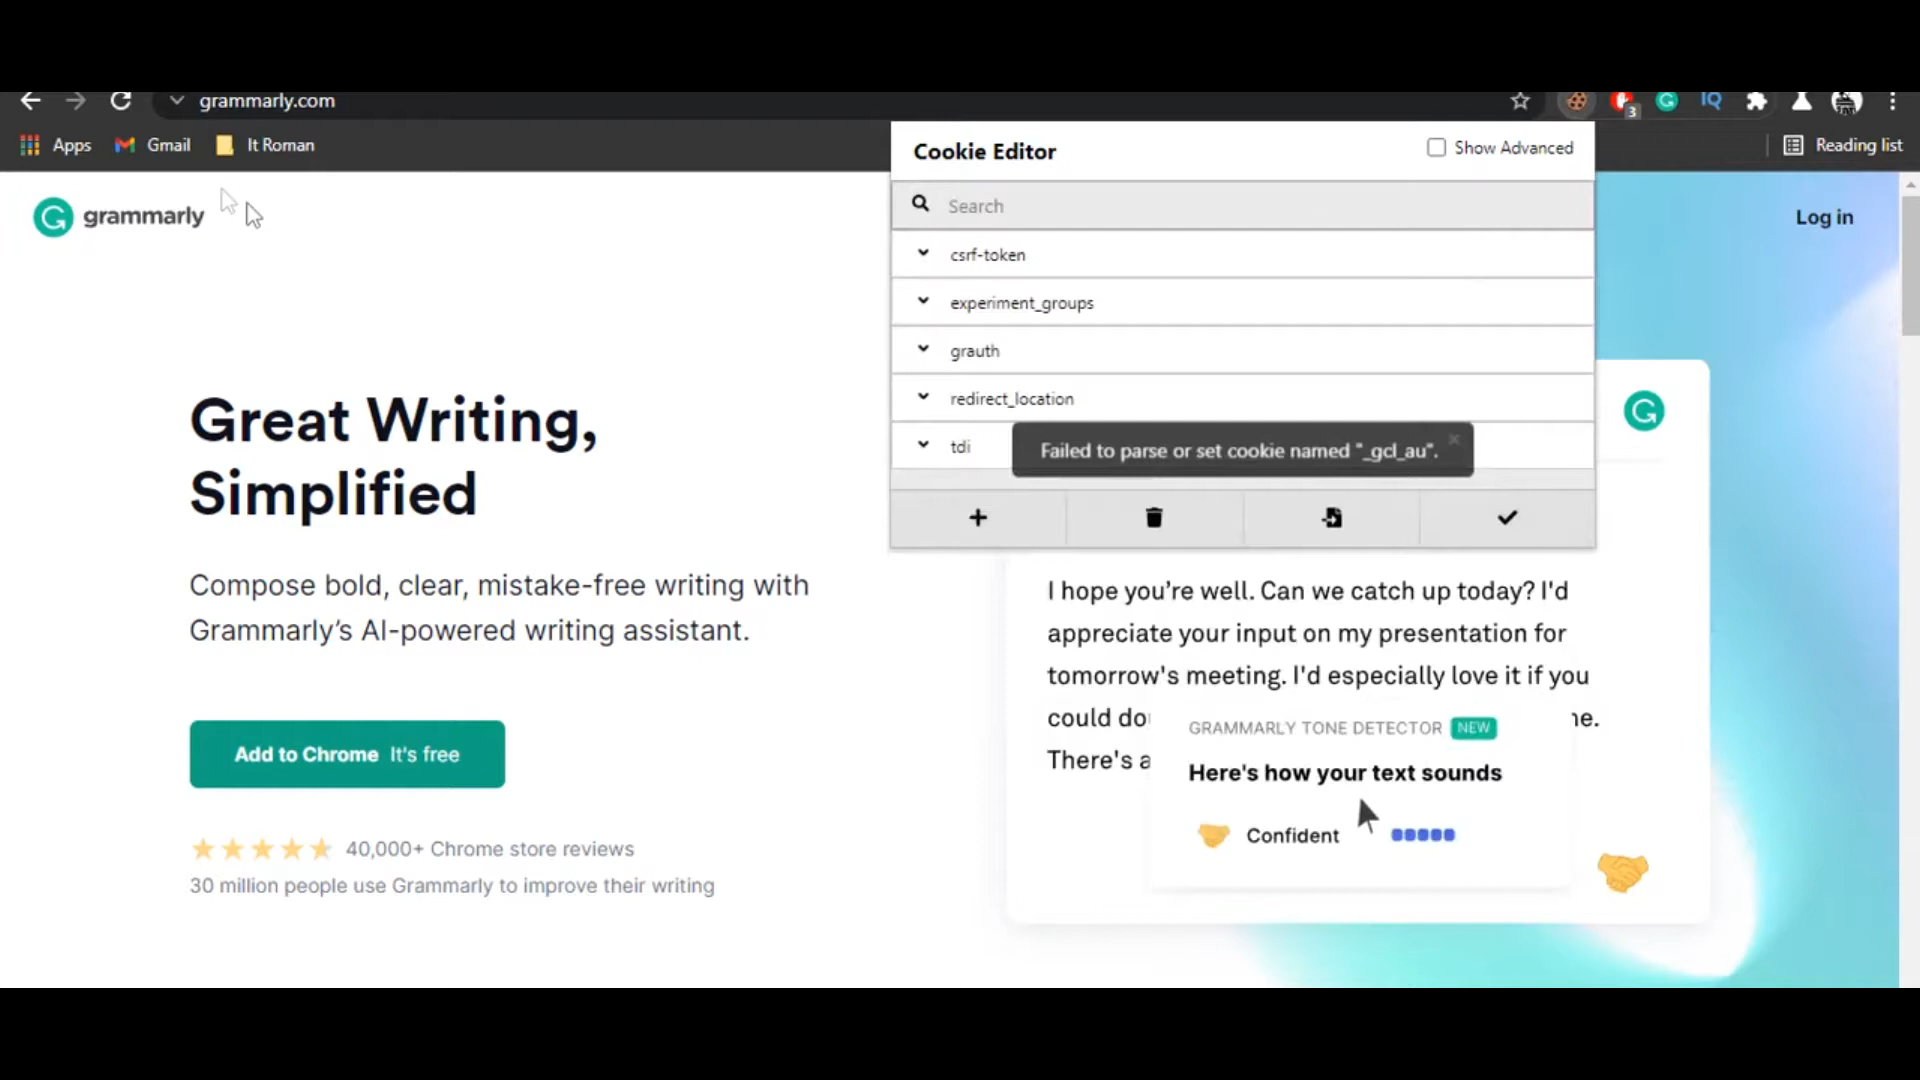 grammarly.com
3
IQ
Apps
Gmail
It Roman
Reading list
Cookie Editor
Show Advanced
Search
csrf-token
experiment_groups
grauth
redirect_location
tdi
Failed to parse or set cookie named "_gcl_au".
grammarly
Log in
Great Writing,
Simplified
Compose bold, clear, mistake-free writing with
Grammarly's AI-powered writing assistant.
Add to Chrome It's free
40,000+ Chrome store reviews
30 million people use Grammarly to improve their writing
I hope you're well. Can we catch up today? I'd
appreciate your input on my presentation for
tomorrow's meeting. I'd especially love it if you
could
There's a
GRAMMARLY TONE DETECTOR NEW
Here's how your text sounds
Confident